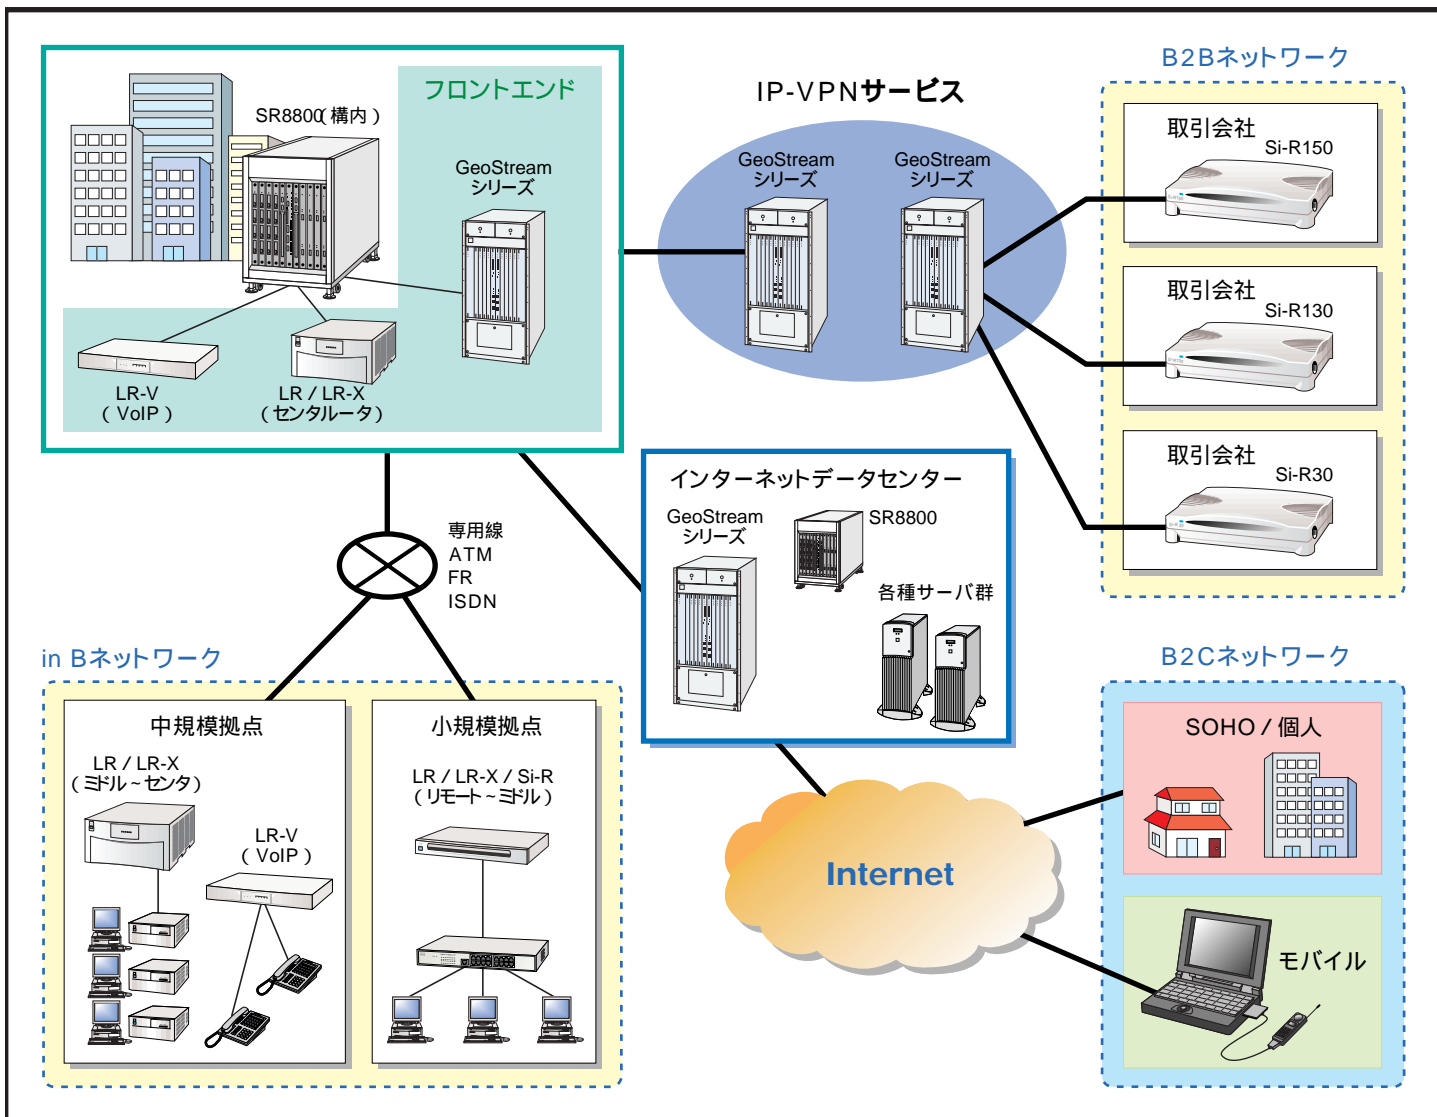 フロントエンド
SR8800(構内)
GeoStream
シリーズ
LR-V
(VoIP)
LR / LR-X
(センタルータ)
IP-VPNサービス
GeoStream
シリーズ
GeoStream
シリーズ
B2Bネットワーク
取引会社
Si-R150
取引会社
Si-R130
取引会社
Si-R30
専用線
ATM
FR
ISDN
インターネットデータセンター
GeoStream
シリーズ
SR8800
各種サーバ群
in Bネットワーク
中規模拠点
LR / LR-X
(ミドル~センタ)
LR-V
(VoIP)
小規模拠点
LR / LR-X / Si-R
(リモート~ミドル)
Internet
B2Cネットワーク
SOHO / 個人
モバイル